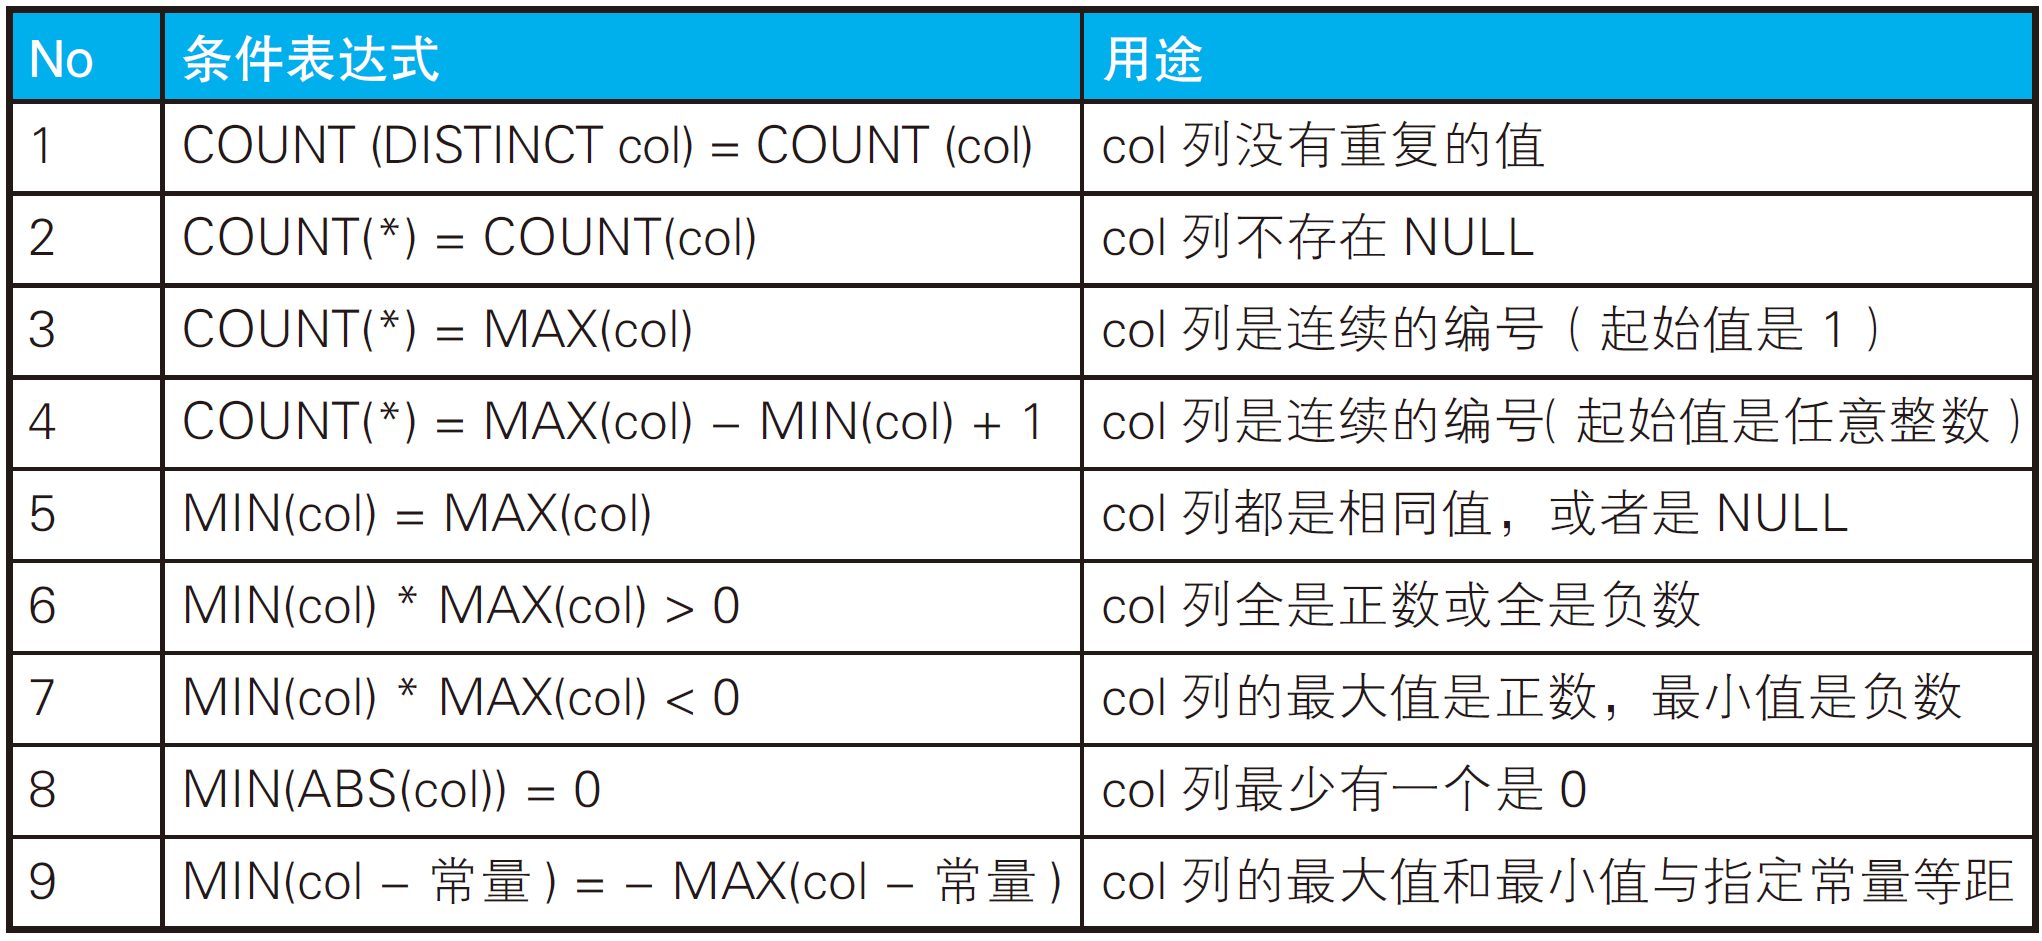 No 条件表达式 用途
1 COUNT (DISTINCT col) = COUNT (col) col 列没有重复的值
2 COUNT(*) = COUNT(col) col 列不存在 NULL
3 COUNT(*) = MAX(col) col 列是连续的编号（起始值是 1）
4 COUNT(*) = MAX(col) – MIN(col) + 1 col 列是连续的编号（起始值是任意整数）
5 MIN(col) = MAX(col) col 列都是相同值，或者是 NULL
6 MIN(col) * MAX(col) > 0 col 列全是正数或全是负数
7 MIN(col) * MAX(col) < 0 col 列的最大值是正数，最小值是负数
8 MIN(ABS(col)) = 0 col 列最少有一个是 0
9 MIN(col – 常量) = – MAX(col – 常量) col 列的最大值和最小值与指定常量等距